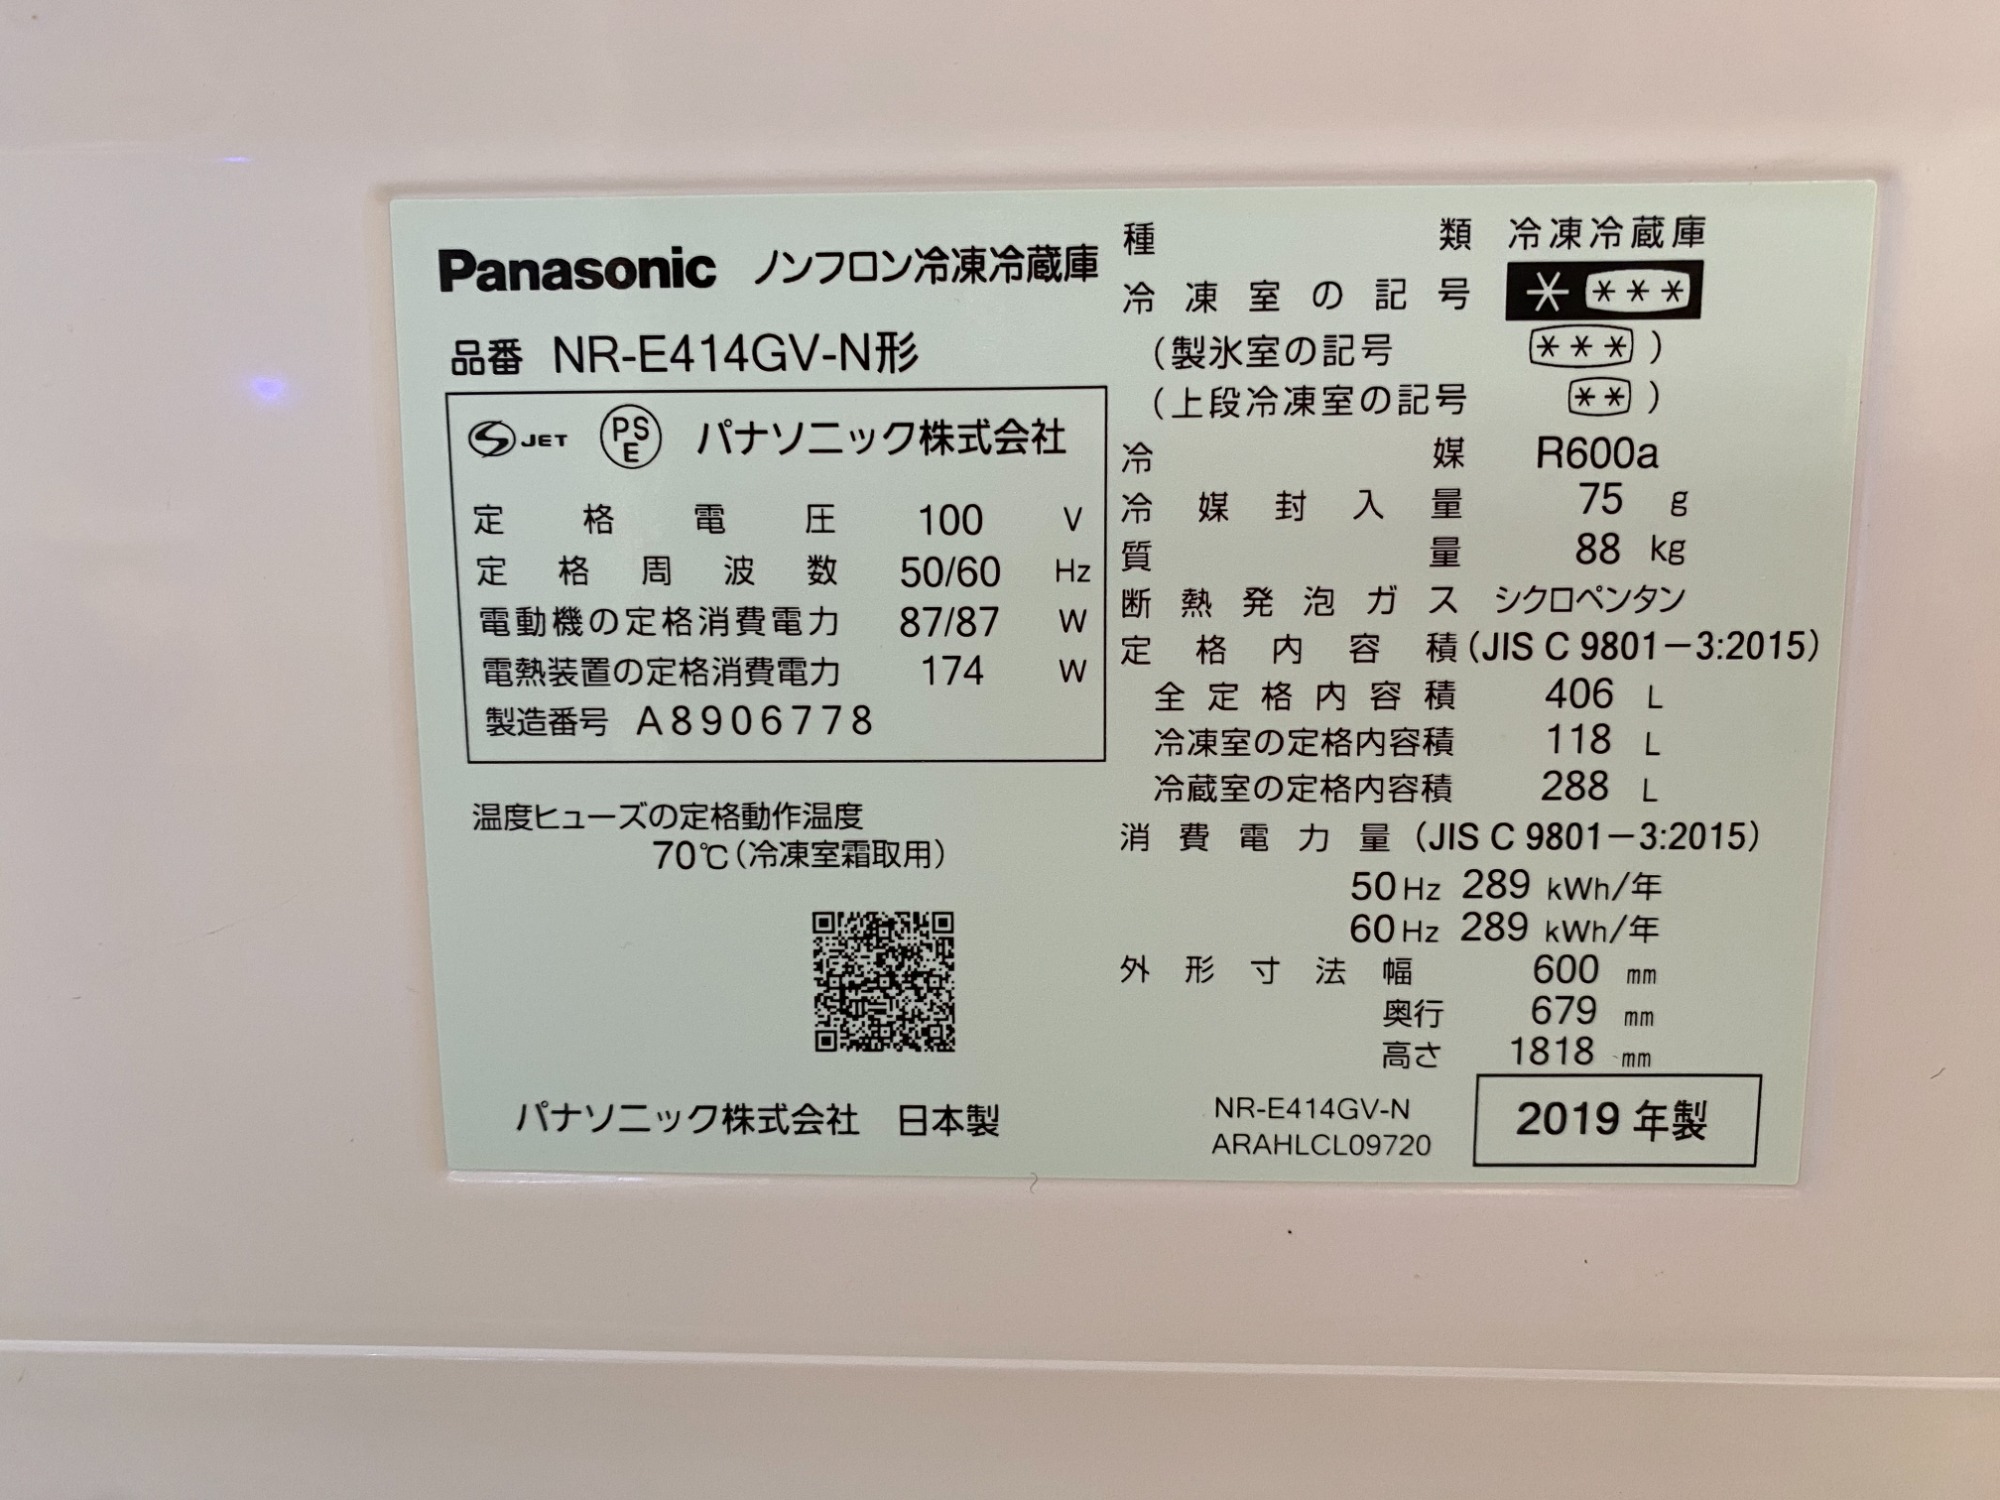 Panasonic ノンフロン冷凍冷蔵庫
品番 NR-E414GV-N形
S JET PS E パナソニック株式会社
定格電圧 100 V
定格周波数 50/60 Hz
電動機の定格消費電力 87/87 W
電熱装置の定格消費電力 174 W
製造番号 A8906778
温度ヒューズの定格動作温度
70℃(冷凍室霜取用)
パナソニック株式会社 日本製
種類 冷凍冷蔵庫
冷凍室の記号 * ***
(製氷室の記号 ***)
(上段冷凍室の記号 **)
冷媒 R600a
冷媒封入量 75 g
質量 88 kg
断熱発泡ガス シクロペンタン
定格内容積(JIS C 9801-3:2015)
全定格内容積 406 L
冷凍室の定格内容積 118 L
冷蔵室の定格内容積 288 L
消費電力量(JIS C 9801-3:2015)
50Hz 289 kWh/年
60Hz 289 kWh/年
外形寸法 幅 600 mm
奥行 679 mm
高さ 1818 mm
NR-E414GV-N
ARAHLCL09720
2019年製